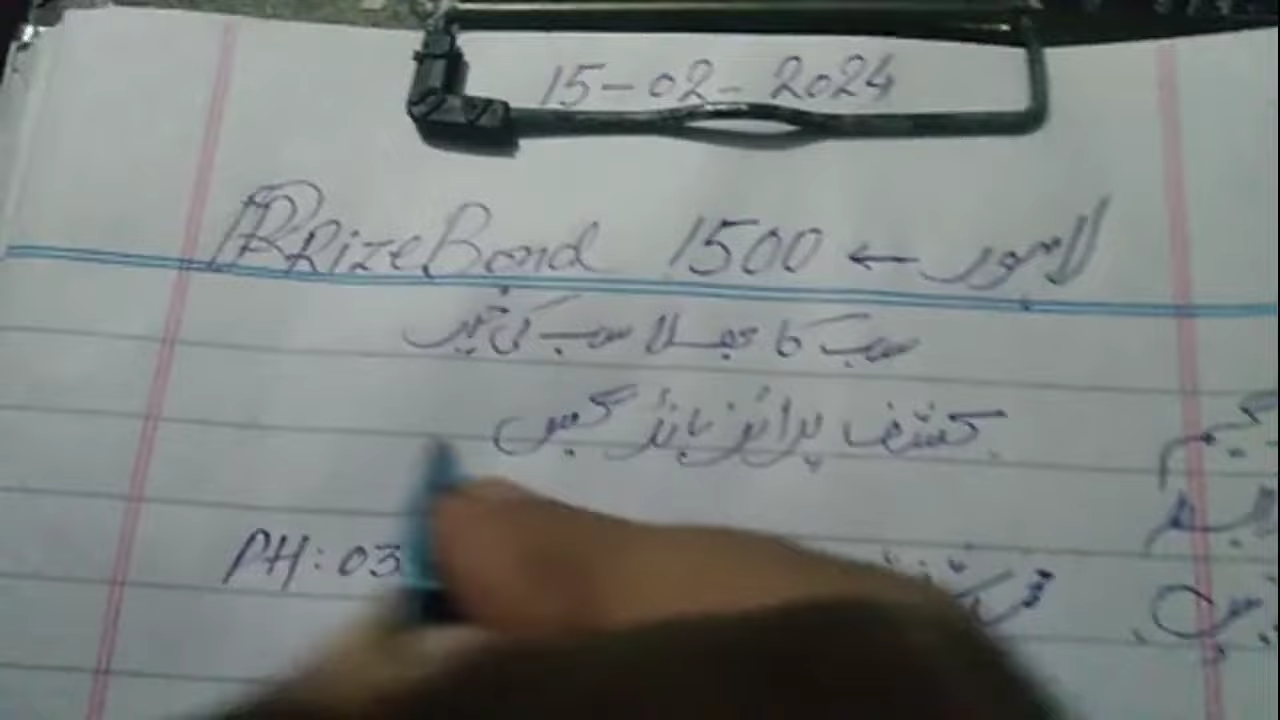 15-02-2024
PRizeBond 1500 ← لاہور
سب کا بھلا سب کی خیر
کشف پرائز بانڈ گیس
PH: 03